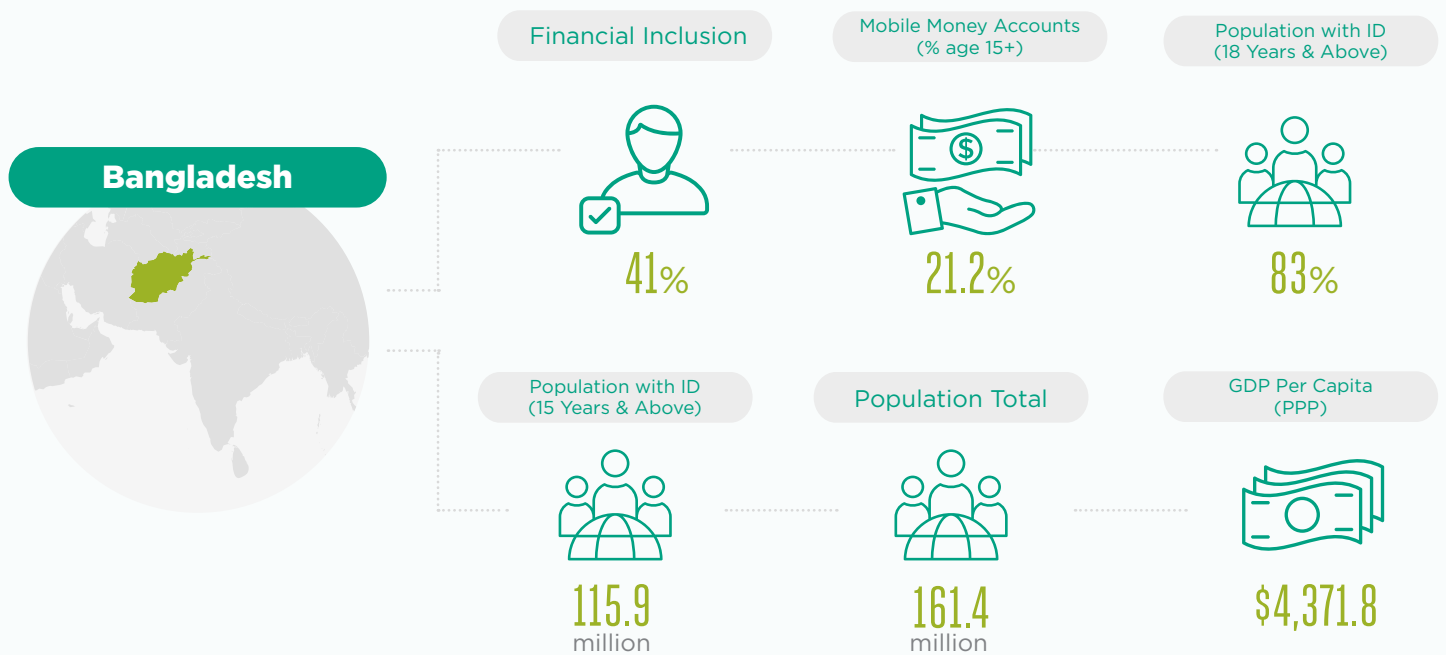 Bangladesh
Financial Inclusion
41%
Mobile Money Accounts
(% age 15+)
$
21.2%
Population with ID
(18 Years & Above)
83%
Population with ID
(15 Years & Above)
115.9
million
Population Total
161.4
million
GDP Per Capita
(PPP)
$4,371.8